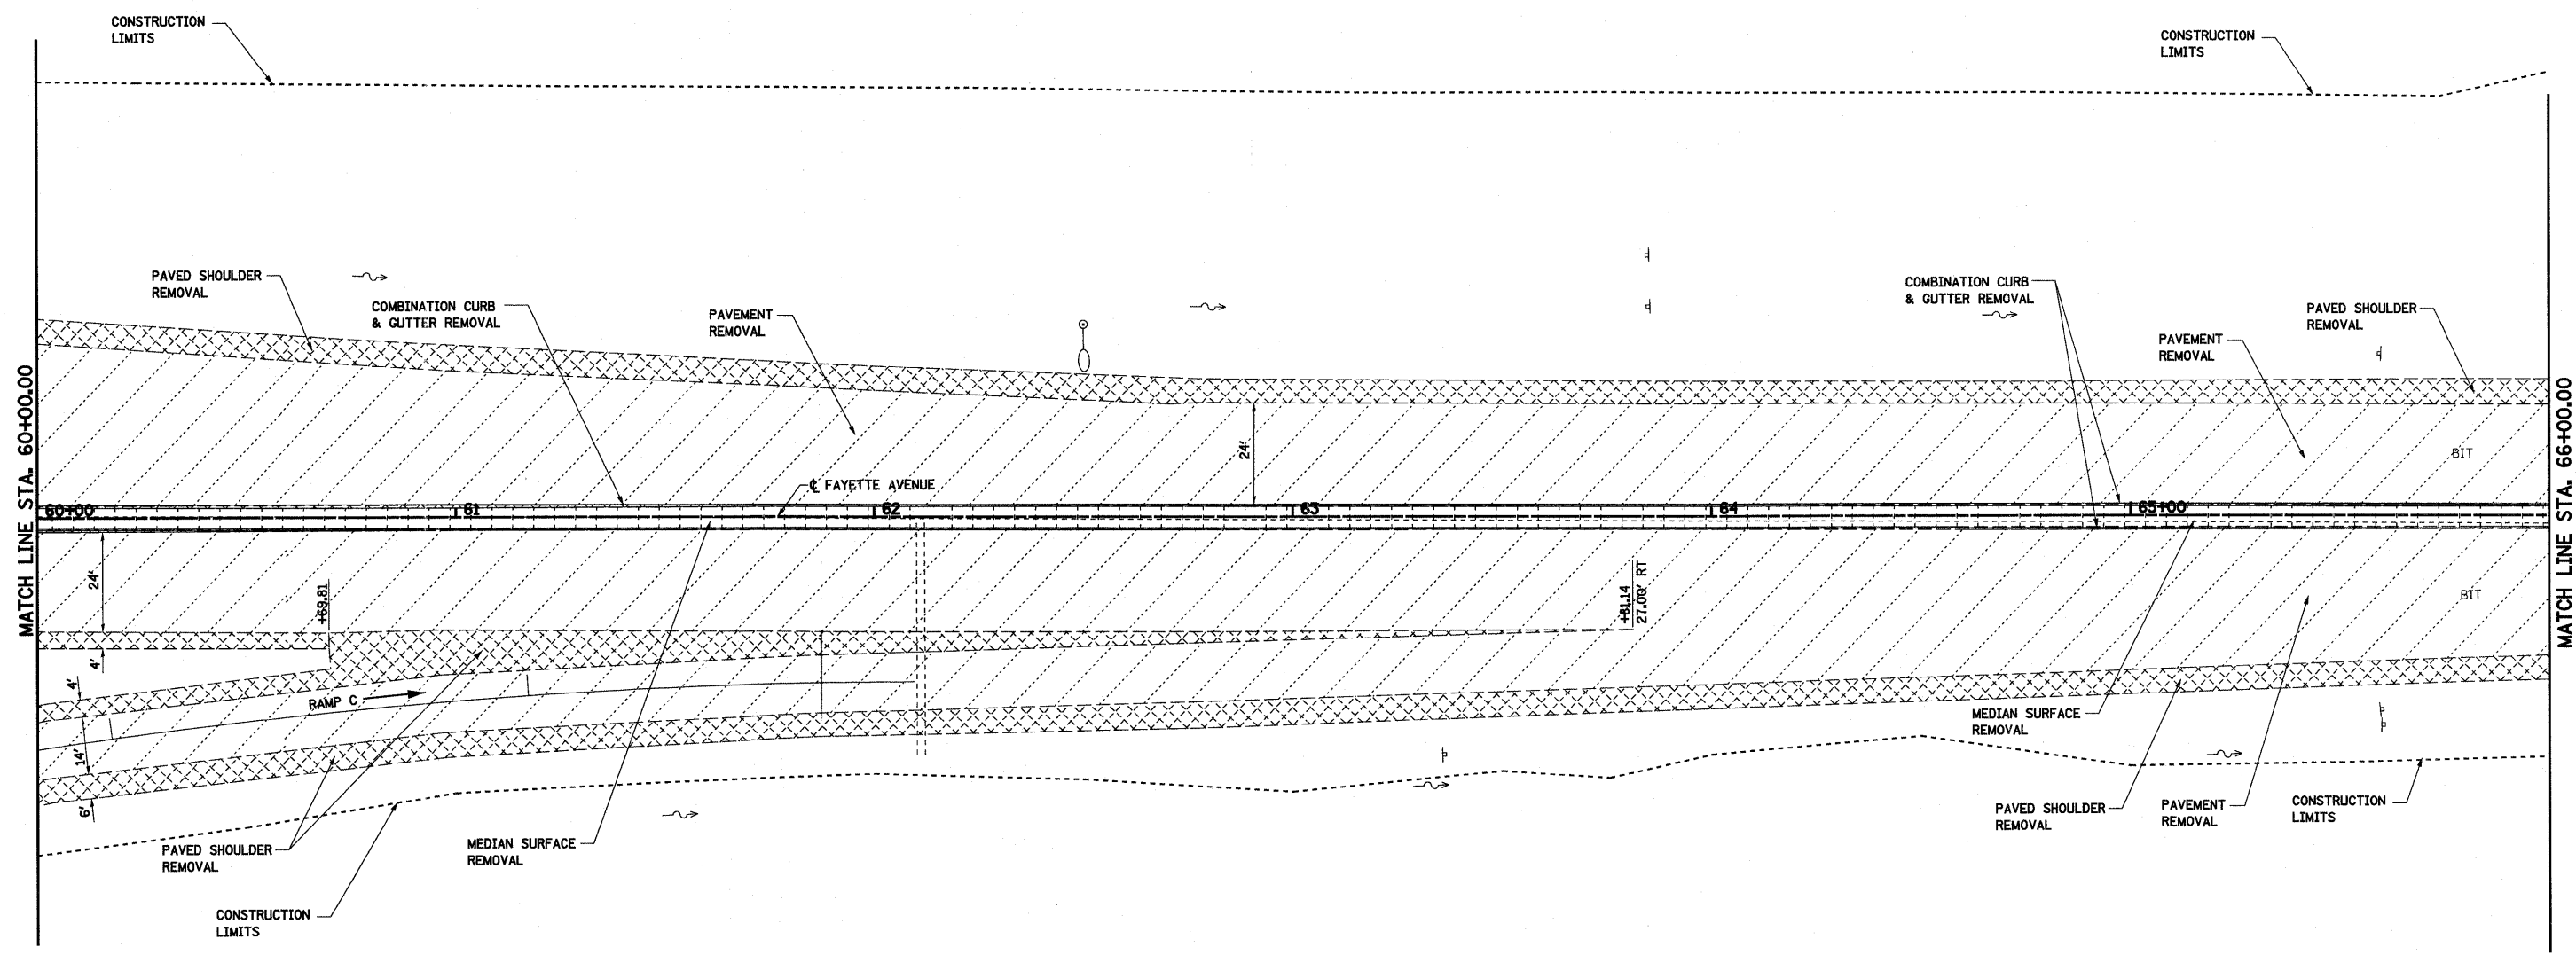 CONSTRUCTION
LIMITS
CONSTRUCTION
LIMITS
PAVED SHOULDER
REMOVAL
COMBINATION CURB
& GUTTER REMOVAL
PAVEMENT
REMOVAL
COMBINATION CURB
& GUTTER REMOVAL
PAVED SHOULDER
REMOVAL
PAVEMENT
REMOVAL
MATCH LINE STA. 60+00.00
MATCH LINE STA. 66+00.00
24'
BIT
℄ FAYETTE AVENUE
60+00
61
62
63
64
65+00
24'
+69.81
+81.14
27.00' RT
BIT
4'
4'
RAMP C
14'
6'
MEDIAN SURFACE
REMOVAL
PAVED SHOULDER
REMOVAL
PAVEMENT
REMOVAL
CONSTRUCTION
LIMITS
PAVED SHOULDER
REMOVAL
MEDIAN SURFACE
REMOVAL
CONSTRUCTION
LIMITS